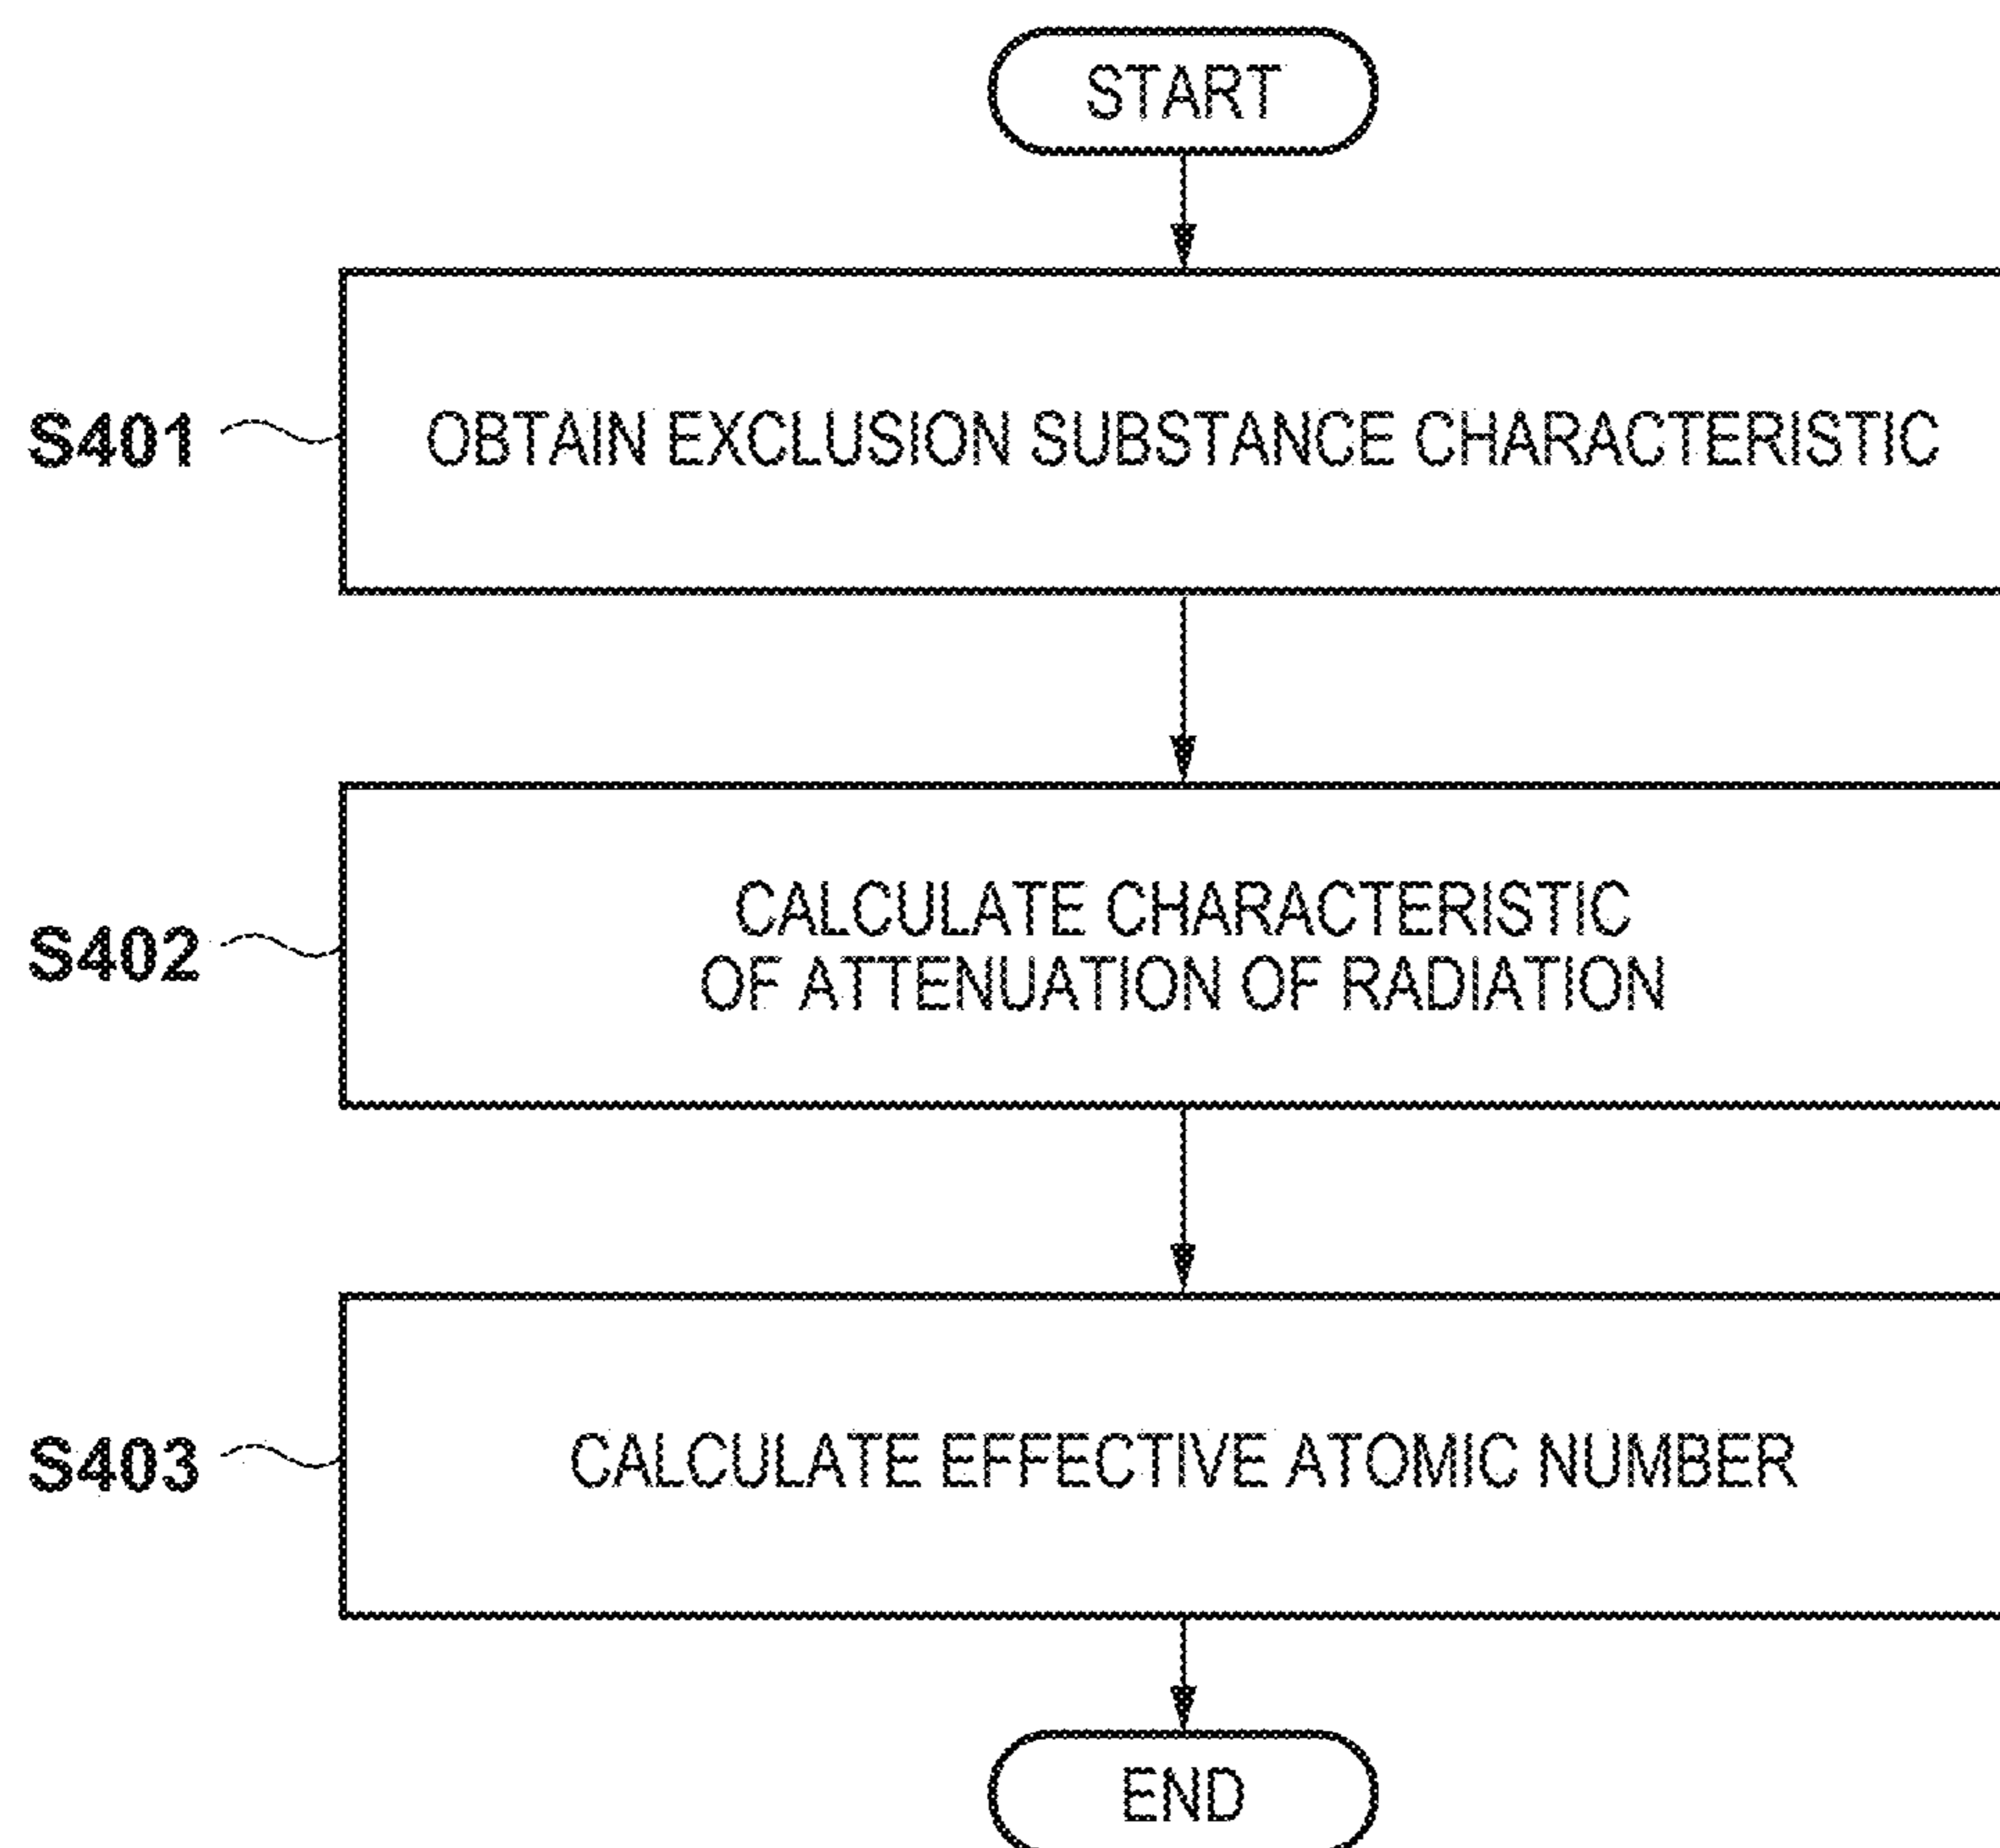 START
S401
OBTAIN EXCLUSION SUBSTANCE CHARACTERISTIC
S402
CALCULATE CHARACTERISTIC
OF ATTENUATION OF RADIATION
S403
CALCULATE EFFECTIVE ATOMIC NUMBER
END